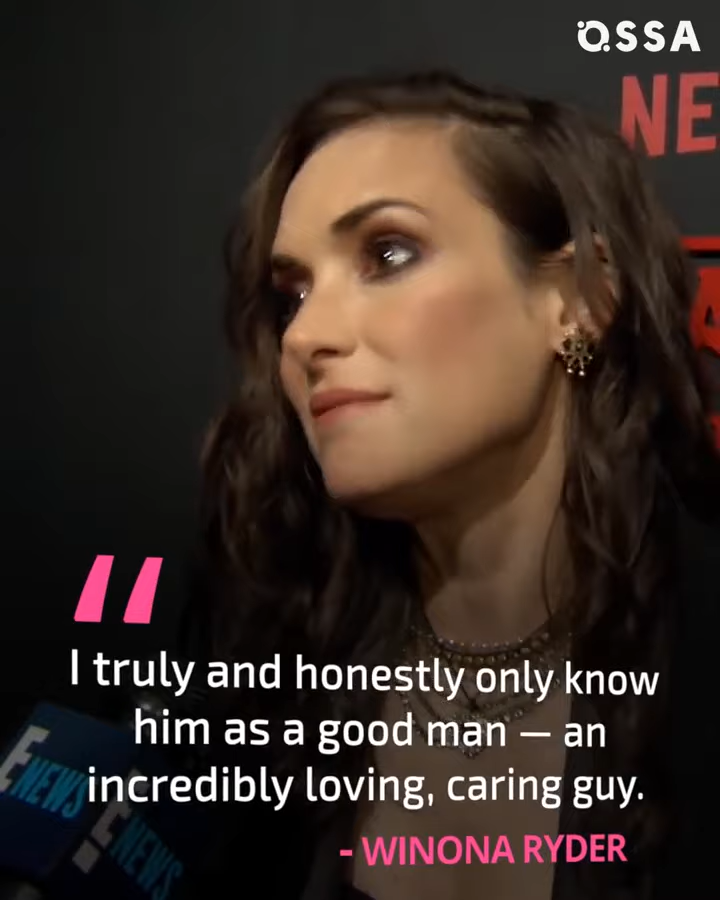 OSSA
NE
“
I truly and honestly only know
him as a good man — an
incredibly loving, caring guy.
- WINONA RYDER
E NEWS
E! NEWS